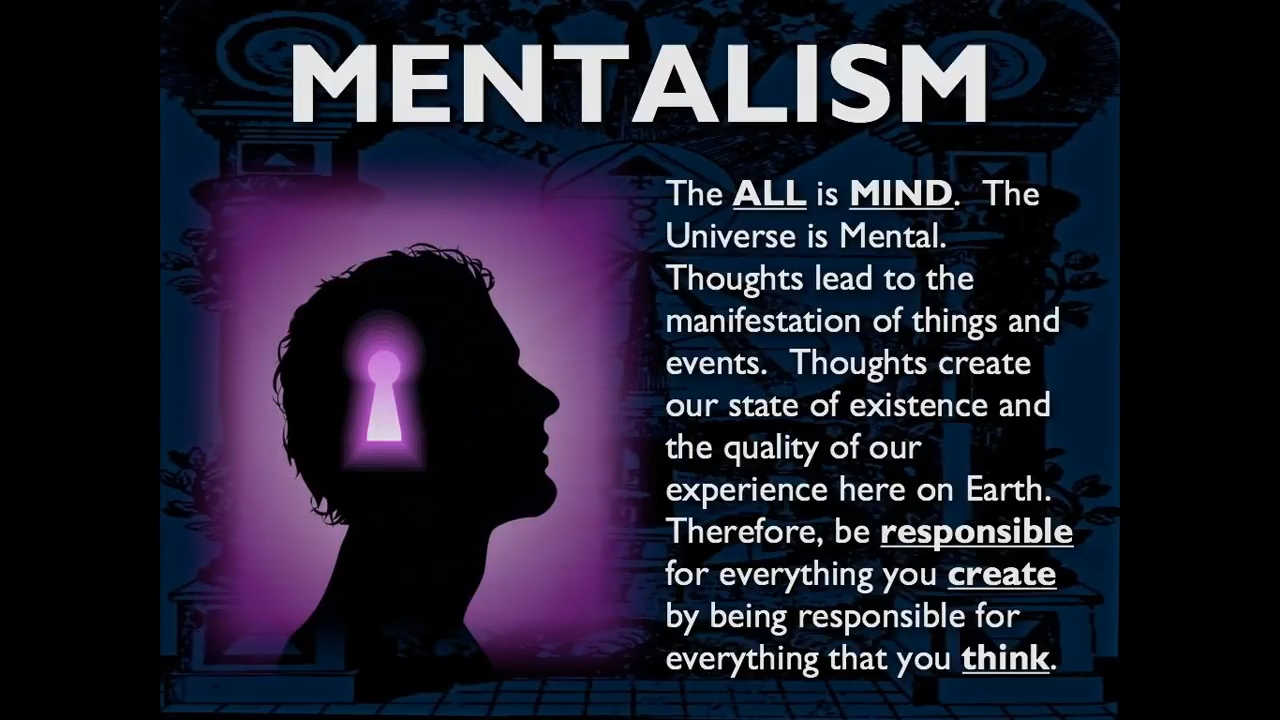 MENTALISM
The ALL is MIND.  The
Universe is Mental.
Thoughts lead to the
manifestation of things and
events.  Thoughts create
our state of existence and
the quality of our
experience here on Earth.
Therefore, be responsible
for everything you create
by being responsible for
everything that you think.